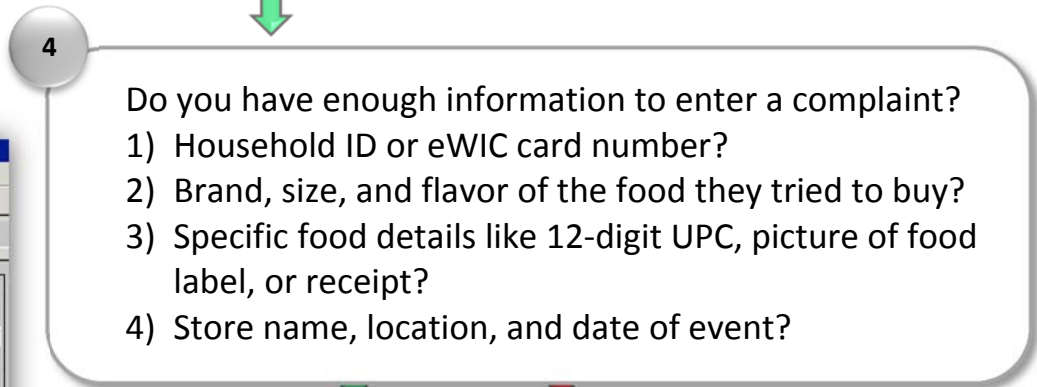 4
Do you have enough information to enter a complaint?
1) Household ID or eWIC card number?
2) Brand, size, and flavor of the food they tried to buy?
3) Specific food details like 12-digit UPC, picture of food
label, or receipt?
4) Store name, location, and date of event?